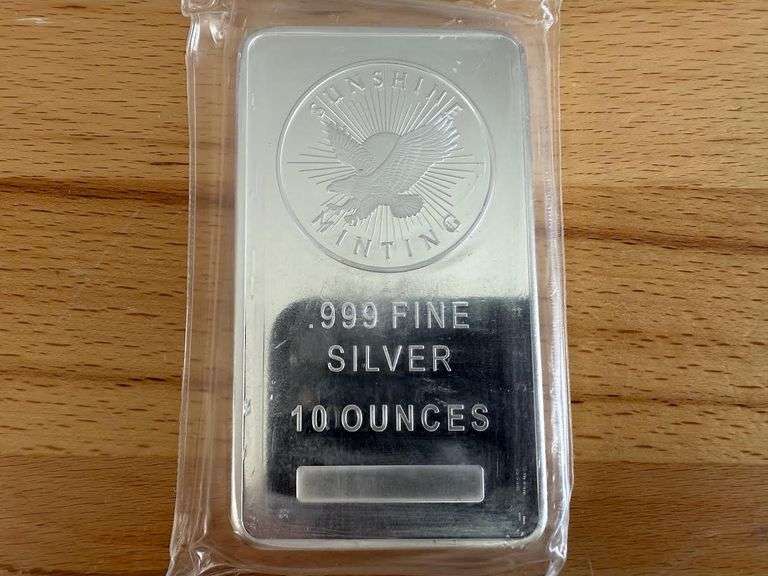 SUNSHINE
MINTING
.999 FINE
SILVER
10 OUNCES